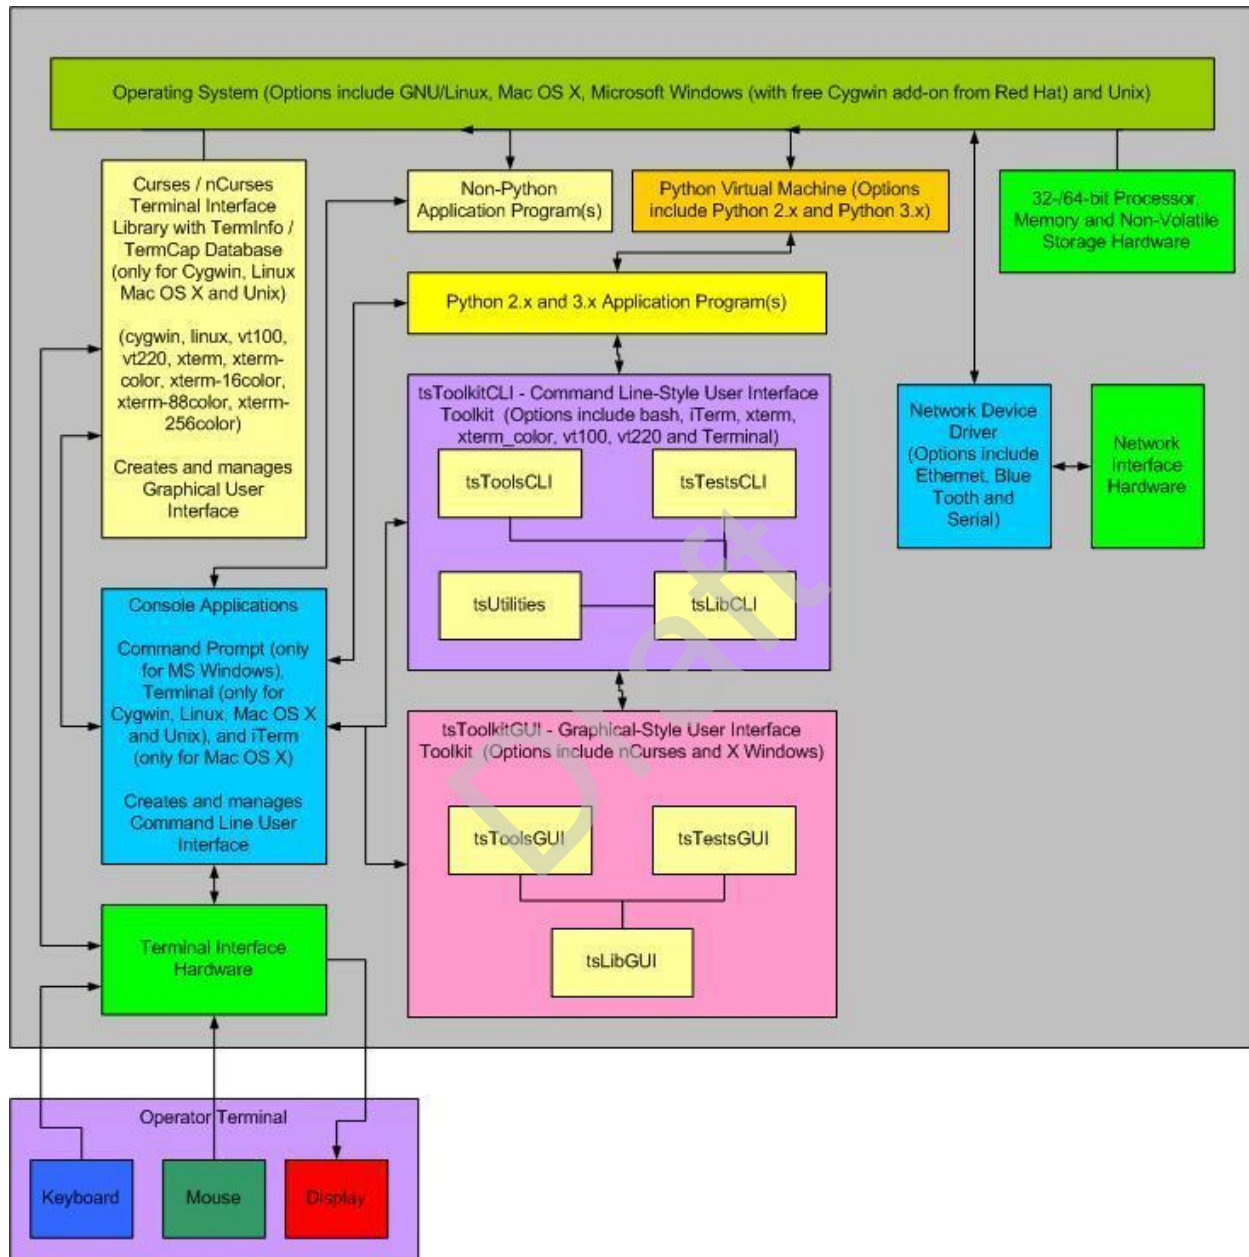 Operating System (Options include GNU/Linux, Mac OS X, Microsoft Windows (with free Cygwin add-on from Red Hat) and Unix)
Curses / nCurses
Terminal Interface
Library with TermInfo /
TermCap Database
(only for Cygwin, Linux
Mac OS X and Unix)
(cygwin, linux, vt100,
vt220, xterm, xterm-
color, xterm-16color,
xterm-88color, xterm-
256color)
Creates and manages
Graphical User
Interface
Non-Python
Application Program(s)
Python Virtual Machine (Options
include Python 2.x and Python 3.x)
32-/64-bit Processor,
Memory and Non-Volatile
Storage Hardware
Python 2.x and 3.x Application Program(s)
tsToolkitCLI - Command Line-Style User Interface
Toolkit (Options include bash, iTerm, xterm,
xterm_color, vt100, vt220 and Terminal)
tsToolsCLI
tsTestsCLI
tsUtilities
tsLibCLI
Network Device
Driver
(Options include
Ethernet, Blue
Tooth and
Serial)
Network
Interface
Hardware
Console Applications
Command Prompt (only
for MS Windows),
Terminal (only for
Cygwin, Linux, Mac OS X
and Unix), and iTerm
(only for Mac OS X)
Creates and manages
Command Line User
Interface
tsToolkitGUI - Graphical-Style User Interface
Toolkit (Options include nCurses and X Windows)
tsToolsGUI
tsTestsGUI
tsLibGUI
Draft
Terminal Interface
Hardware
Operator Terminal
Keyboard
Mouse
Display